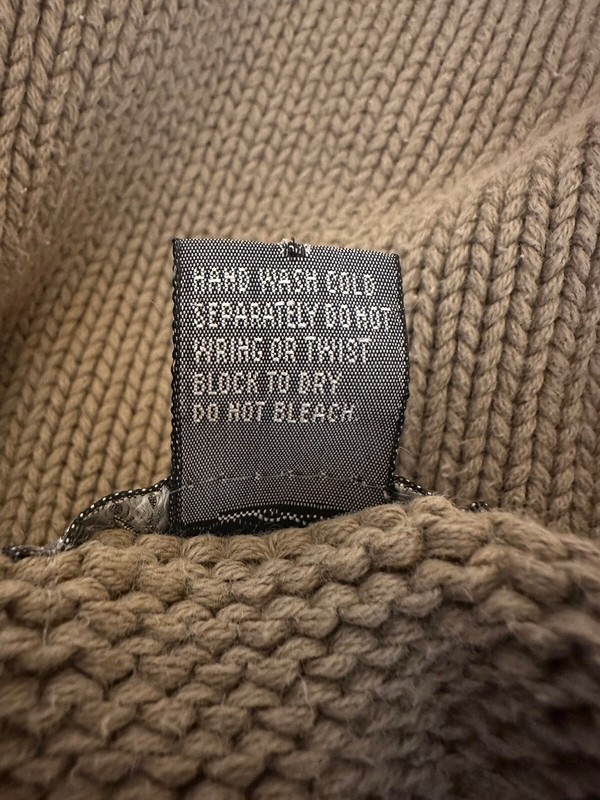 HAND WASH COLD
SEPARATELY DO NOT
WRING OR TWIST
BLOCK TO DRY
DO NOT BLEACH